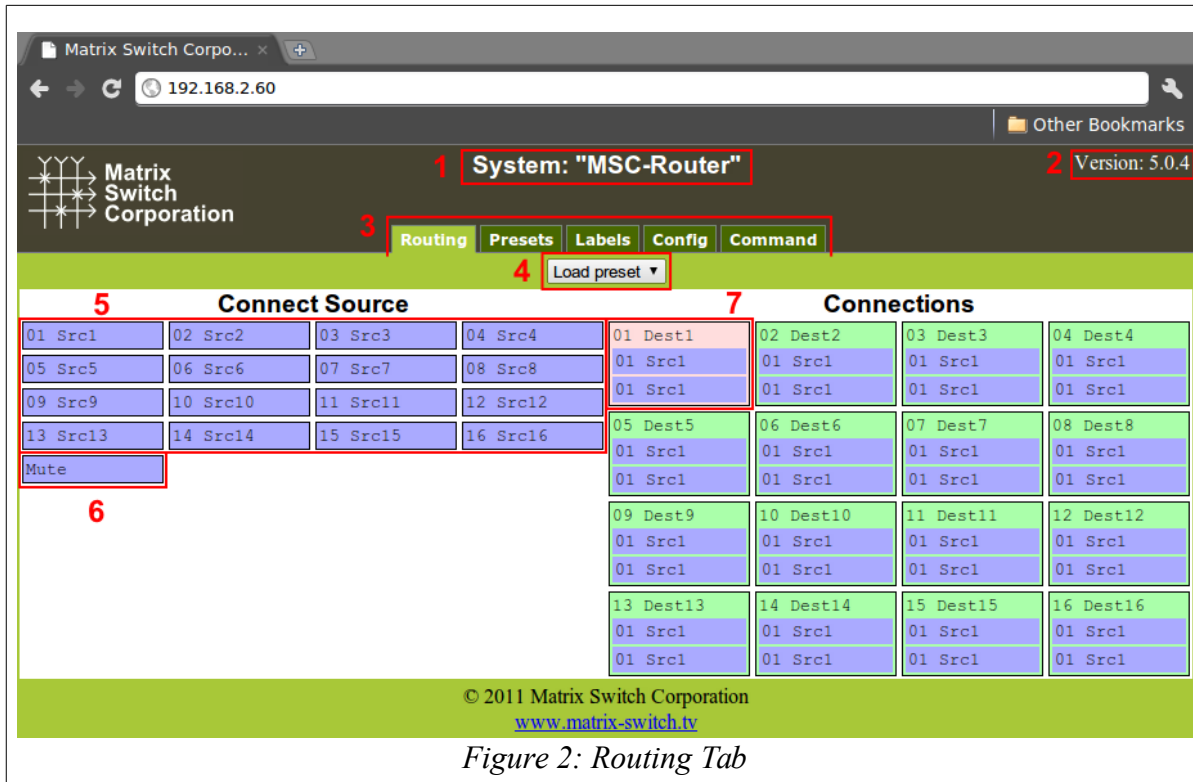 Matrix Switch Corpo... ×
192.168.2.60
Other Bookmarks
Matrix
Switch
Corporation
1 System: "MSC-Router"
2 Version: 5.0.4
3 Routing Presets Labels Config Command
4 Load preset ▼
5 Connect Source
7 Connections
01 Src1 02 Src2 03 Src3 04 Src4
05 Src5 06 Src6 07 Src7 08 Src8
09 Src9 10 Src10 11 Src11 12 Src12
13 Src13 14 Src14 15 Src15 16 Src16
Mute
6
01 Dest1 02 Dest2 03 Dest3 04 Dest4
01 Src1 01 Src1 01 Src1 01 Src1
01 Src1 01 Src1 01 Src1 01 Src1
05 Dest5 06 Dest6 07 Dest7 08 Dest8
01 Src1 01 Src1 01 Src1 01 Src1
01 Src1 01 Src1 01 Src1 01 Src1
09 Dest9 10 Dest10 11 Dest11 12 Dest12
01 Src1 01 Src1 01 Src1 01 Src1
01 Src1 01 Src1 01 Src1 01 Src1
13 Dest13 14 Dest14 15 Dest15 16 Dest16
01 Src1 01 Src1 01 Src1 01 Src1
01 Src1 01 Src1 01 Src1 01 Src1
© 2011 Matrix Switch Corporation
www.matrix-switch.tv
Figure 2: Routing Tab